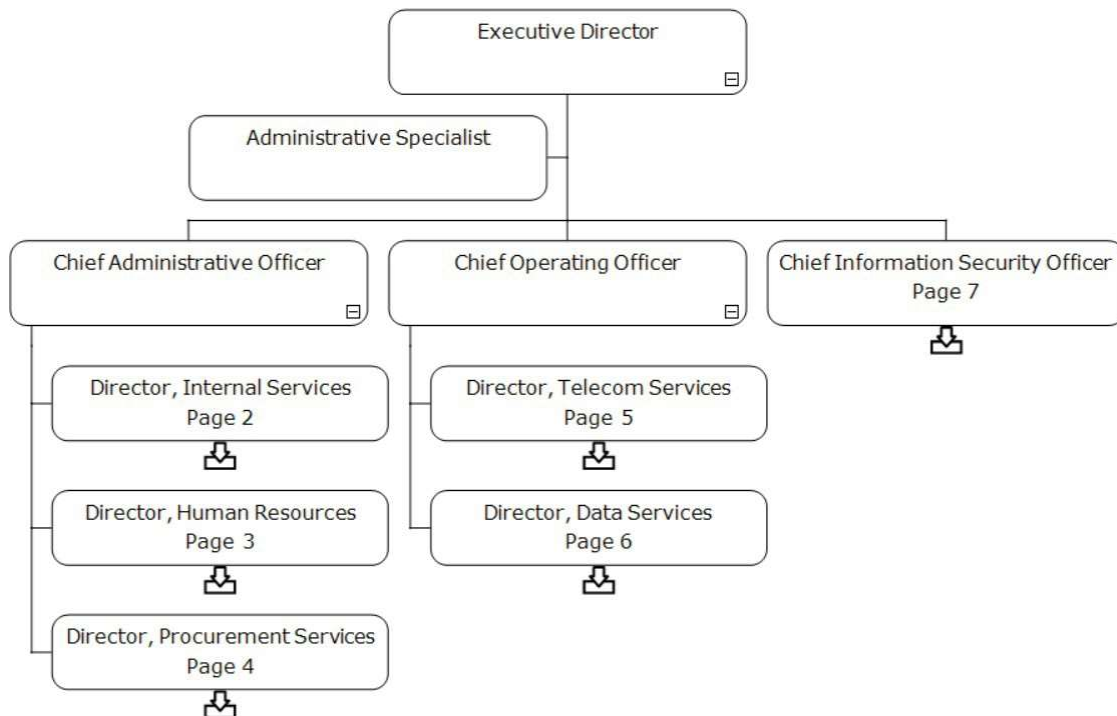 Executive Director
Administrative Specialist
Chief Administrative Officer
Chief Operating Officer
Chief Information Security Officer
Page 7
Director, Internal Services
Page 2
Director, Telecom Services
Page 5
Director, Human Resources
Page 3
Director, Data Services
Page 6
Director, Procurement Services
Page 4